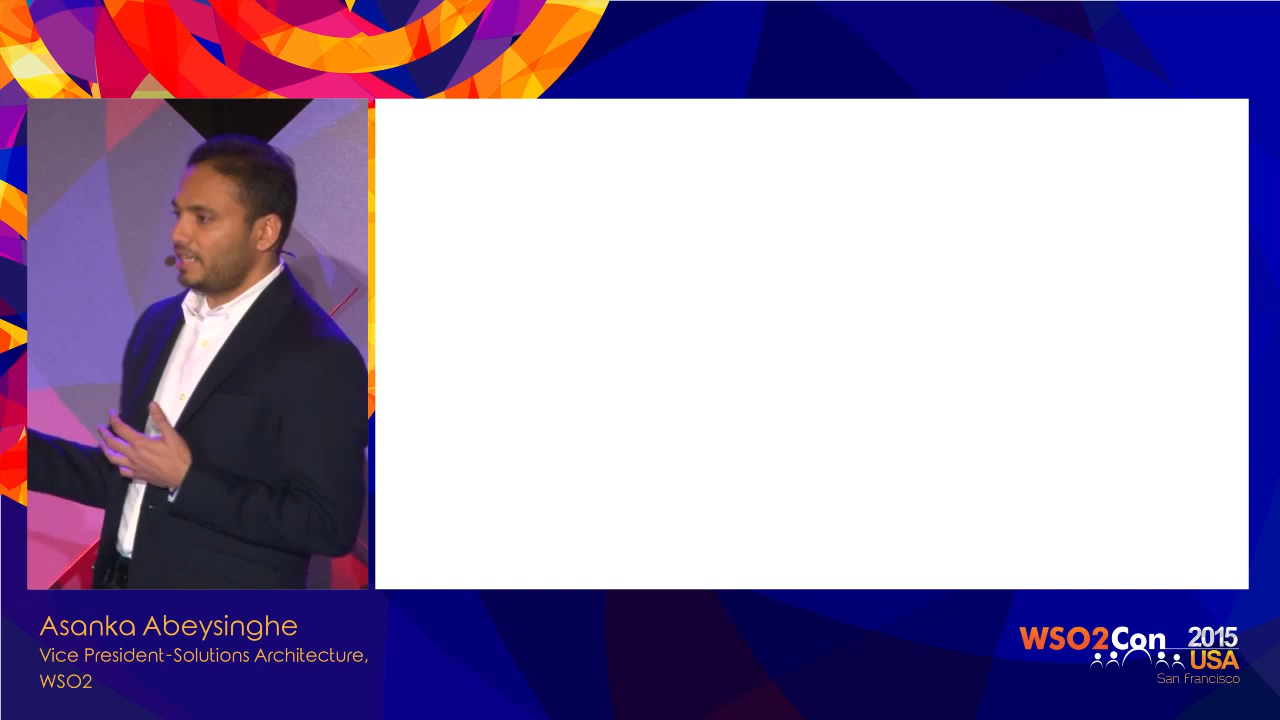 Asanka Abeysinghe
Vice President-Solutions Architecture,
WSO2
WSO2Con 2015
USA
San Francisco